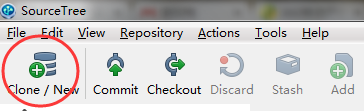 SourceTree
File Edit View Repository Actions Tools Help
Clone / New Commit Checkout Discard Stash Add